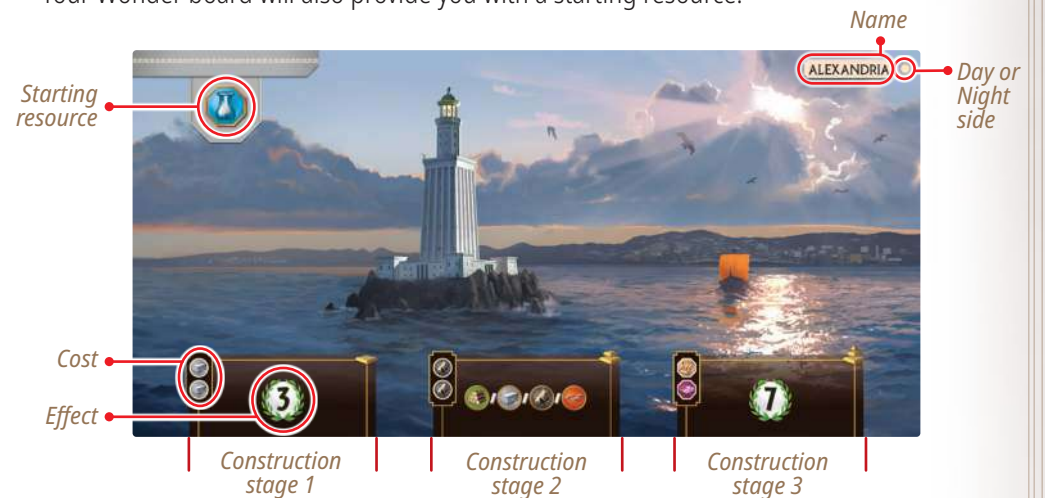 Your Wonder board will also provide you with a starting resource.
Name
ALEXANDRIA
Starting
resource
Day or
Night
side
Cost
Effect
3
7
Construction
stage 1
Construction
stage 2
Construction
stage 3